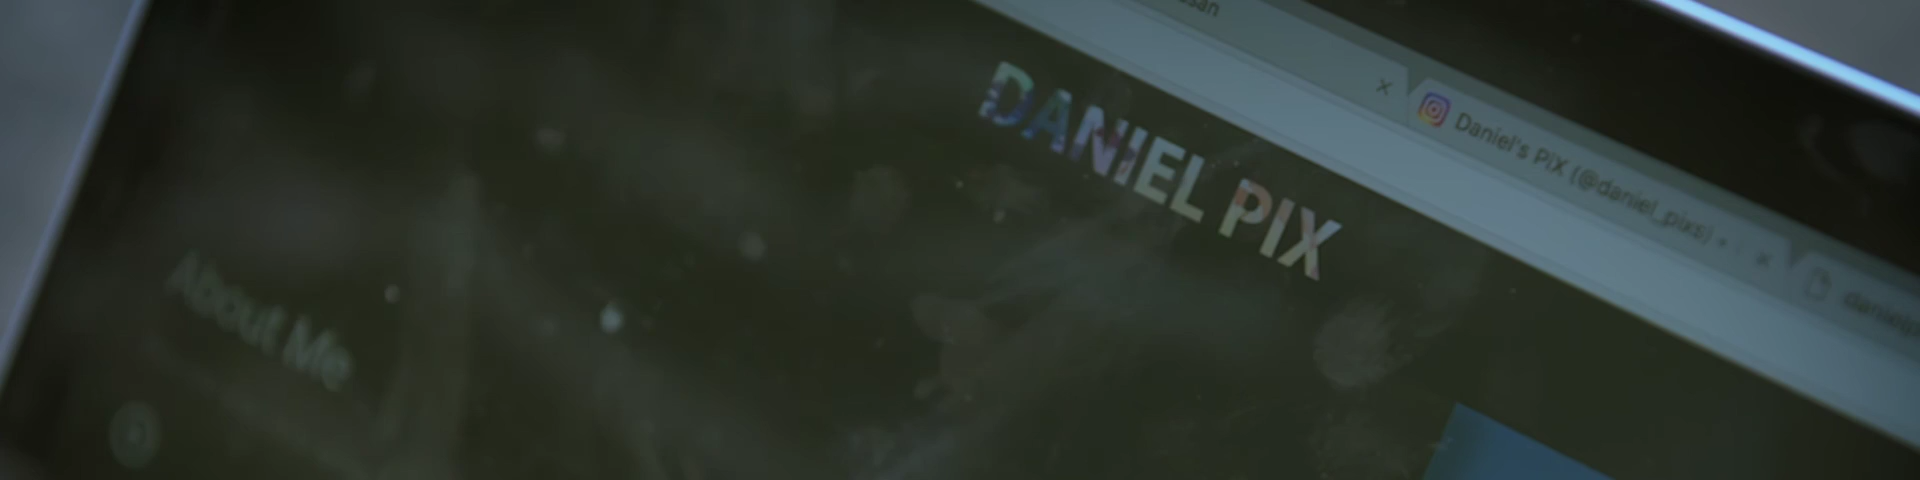 Daniel's PiX (@daniel_pixs) •
DANIEL PIX
About Me